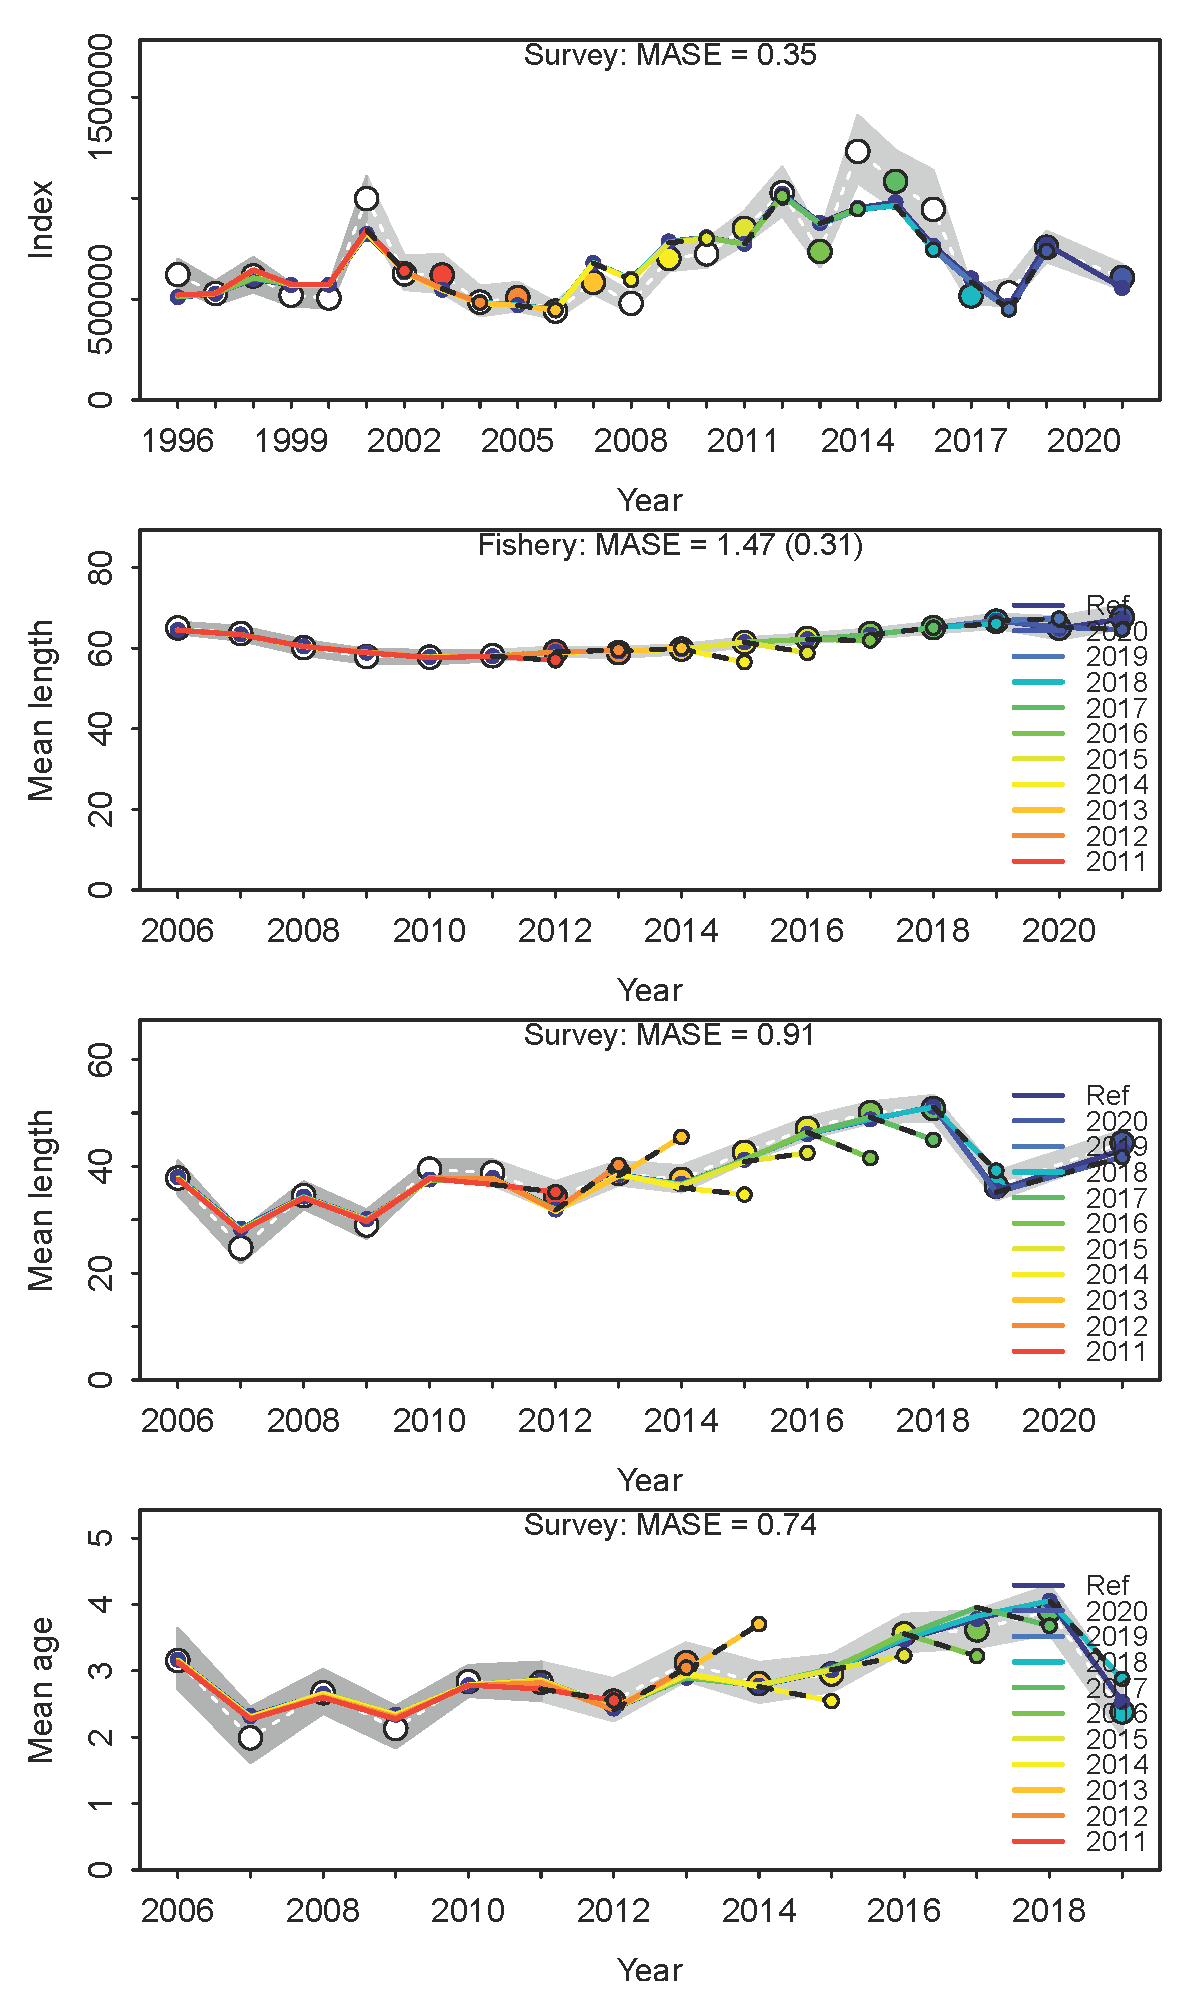 Survey: MASE = 0.35
Index
1500000
500000
0
1996 1999 2002 2005 2008 2011 2014 2017 2020
Year
Fishery: MASE = 1.47 (0.31)
Mean length
80
60
40
20
0
Ref
2020
2019
2018
2017
2016
2015
2014
2013
2012
2011
2006 2008 2010 2012 2014 2016 2018 2020
Year
Survey: MASE = 0.91
Mean length
60
40
20
0
Ref
2020
2019
2018
2017
2016
2015
2014
2013
2012
2011
2006 2008 2010 2012 2014 2016 2018 2020
Year
Survey: MASE = 0.74
Mean age
5
4
3
2
1
0
Ref
2020
2019
2018
2017
2016
2015
2014
2013
2012
2011
2006 2008 2010 2012 2014 2016 2018
Year